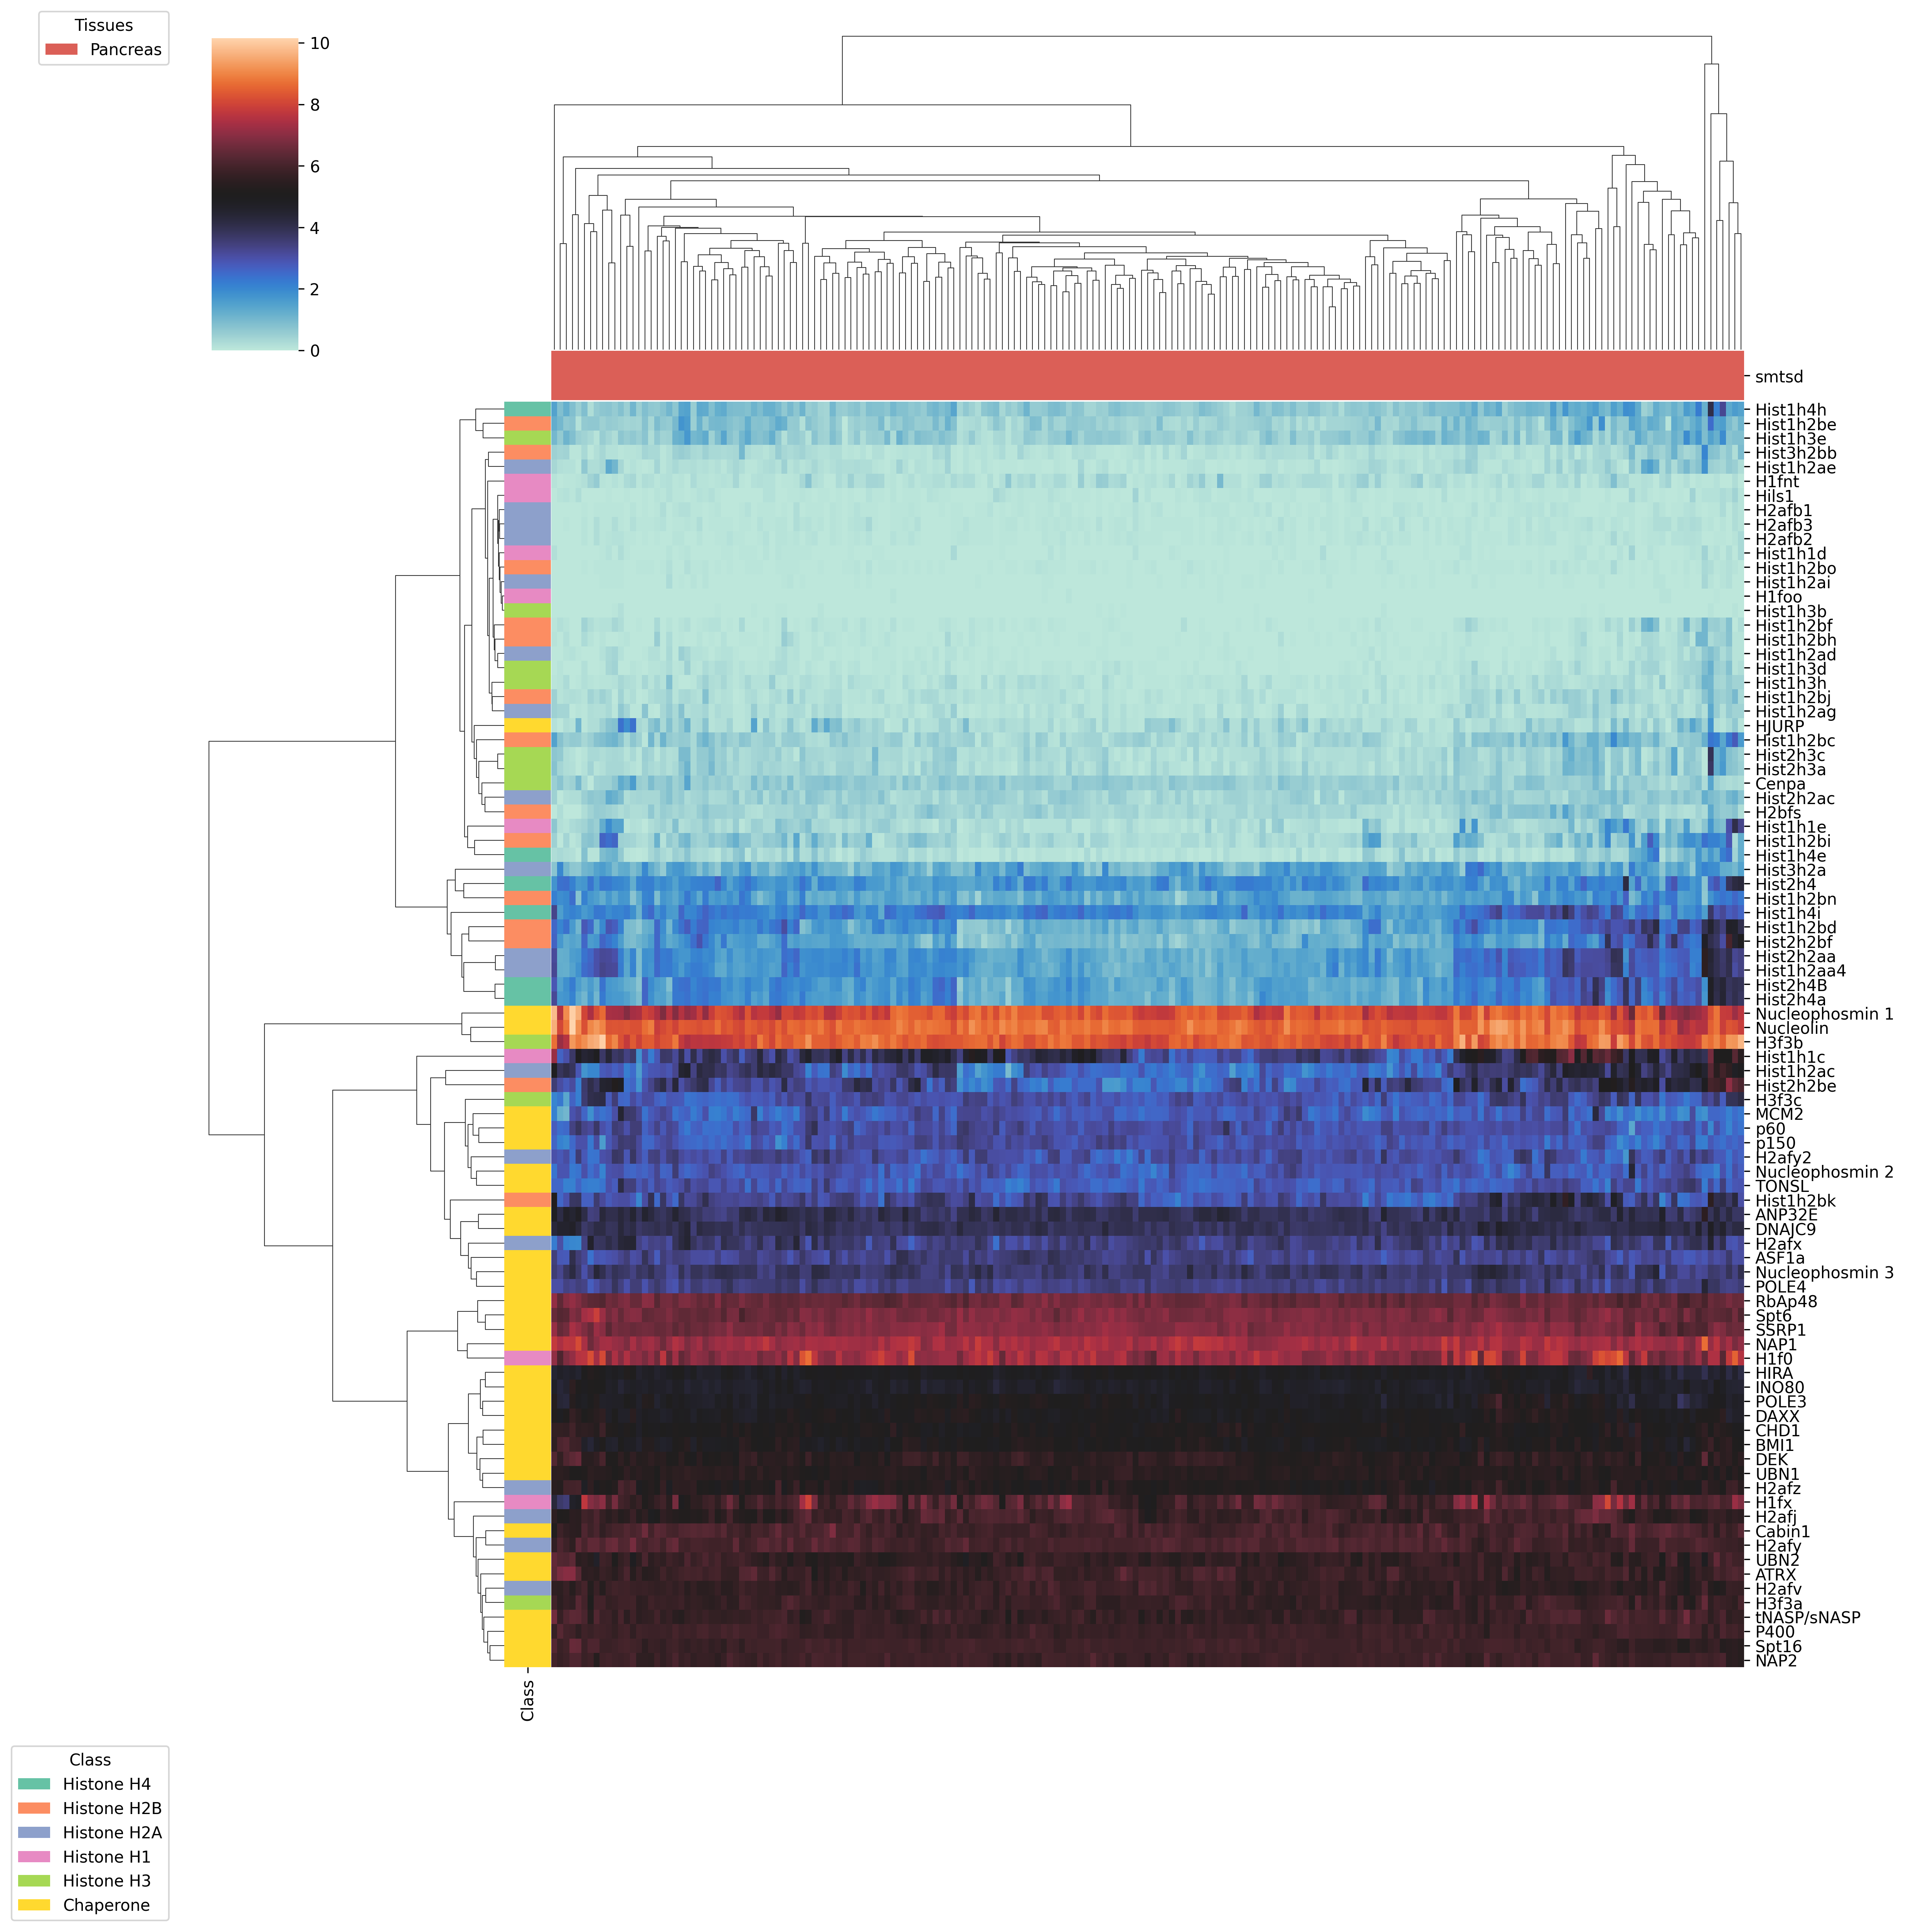 Tissues
Pancreas
10
8
6
4
2
0
smtsd
Hist1h4h
Hist1h2be
Hist1h3e
Hist3h2bb
Hist1h2ae
H1fnt
Hils1
H2afb1
H2afb3
H2afb2
Hist1h1d
Hist1h2bo
Hist1h2ai
H1foo
Hist1h3b
Hist1h2bf
Hist1h2bh
Hist1h2ad
Hist1h3d
Hist1h3h
Hist1h2bj
Hist1h2ag
HJURP
Hist1h2bc
Hist2h3c
Hist2h3a
Cenpa
Hist2h2ac
H2bfs
Hist1h1e
Hist1h2bi
Hist1h4e
Hist3h2a
Hist2h4
Hist1h2bn
Hist1h4i
Hist1h2bd
Hist2h2bf
Hist2h2aa
Hist1h2aa4
Hist2h4B
Hist2h4a
Nucleophosmin 1
Nucleolin
H3f3b
Hist1h1c
Hist1h2ac
Hist2h2be
H3f3c
MCM2
p60
p150
H2afy2
Nucleophosmin 2
TONSL
Hist1h2bk
ANP32E
DNAJC9
H2afx
ASF1a
Nucleophosmin 3
POLE4
RbAp48
Spt6
SSRP1
NAP1
H1f0
HIRA
INO80
POLE3
DAXX
CHD1
BMI1
DEK
UBN1
H2afz
H1fx
H2afj
Cabin1
H2afy
UBN2
ATRX
H2afv
H3f3a
tNASP/sNASP
P400
Spt16
NAP2
Class
Class
Histone H4
Histone H2B
Histone H2A
Histone H1
Histone H3
Chaperone